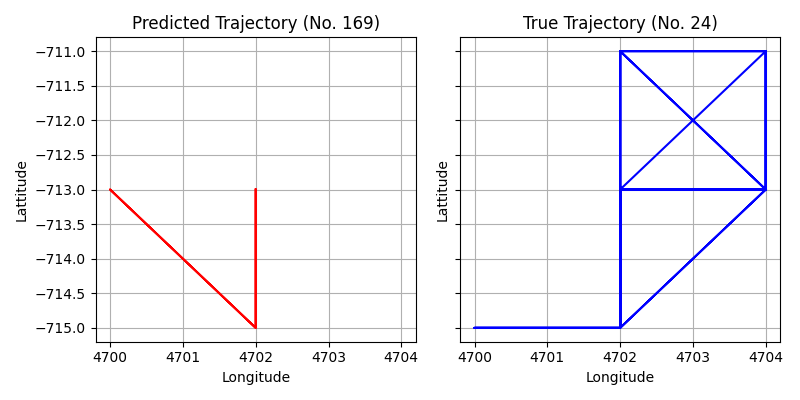 Predicted Trajectory (No. 169)
True Trajectory (No. 24)
−711.0
−711.5
−712.0
−712.5
−713.0
−713.5
−714.0
−714.5
−715.0
Lattitude
Lattitude
4700 4701 4702 4703 4704
4700 4701 4702 4703 4704
Longitude
Longitude